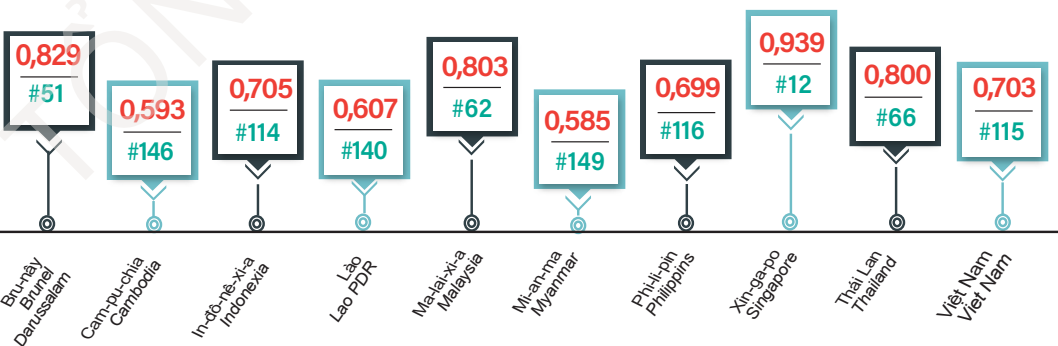 0,829
#51
0,593
#146
0,705
#114
0,607
#140
0,803
#62
0,585
#149
0,699
#116
0,939
#12
0,800
#66
0,703
#115
Bru-nây
Brunel
Darussalam
Cam-pu-chia
Cambodia
In-đô-nê-xi-a
Indonexia
Lào
Lao PDR
Ma-lai-xi-a
Malaysia
Mi-an-ma
Myanmar
Phi-li-pin
Philippins
Xin-ga-po
Singapore
Thái Lan
Thailand
Việt Nam
Viet Nam